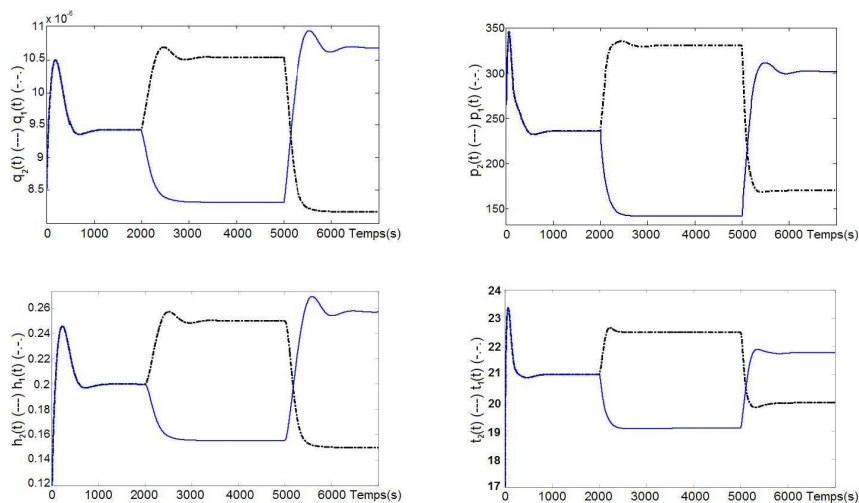 11 x 10⁻⁶
10.5
10
9.5
9
8.5
q₂(t) (---) q₁(t) (-.-.)
0 1000 2000 3000 4000 5000 6000 Temps(s)
350
300
250
200
150
p₂(t) (---) p₁(t) (-.-.)
0 1000 2000 3000 4000 5000 6000 Temps(s)
0.26
0.24
0.22
0.2
0.18
0.16
0.14
0.12
h₂(t) (---) h₁(t) (-.-.)
0 1000 2000 3000 4000 5000 6000 Temps(s)
24
23
22
21
20
19
18
17
t₂(t) (---) t₁(t) (-.-.)
0 1000 2000 3000 4000 5000 6000 Temps(s)